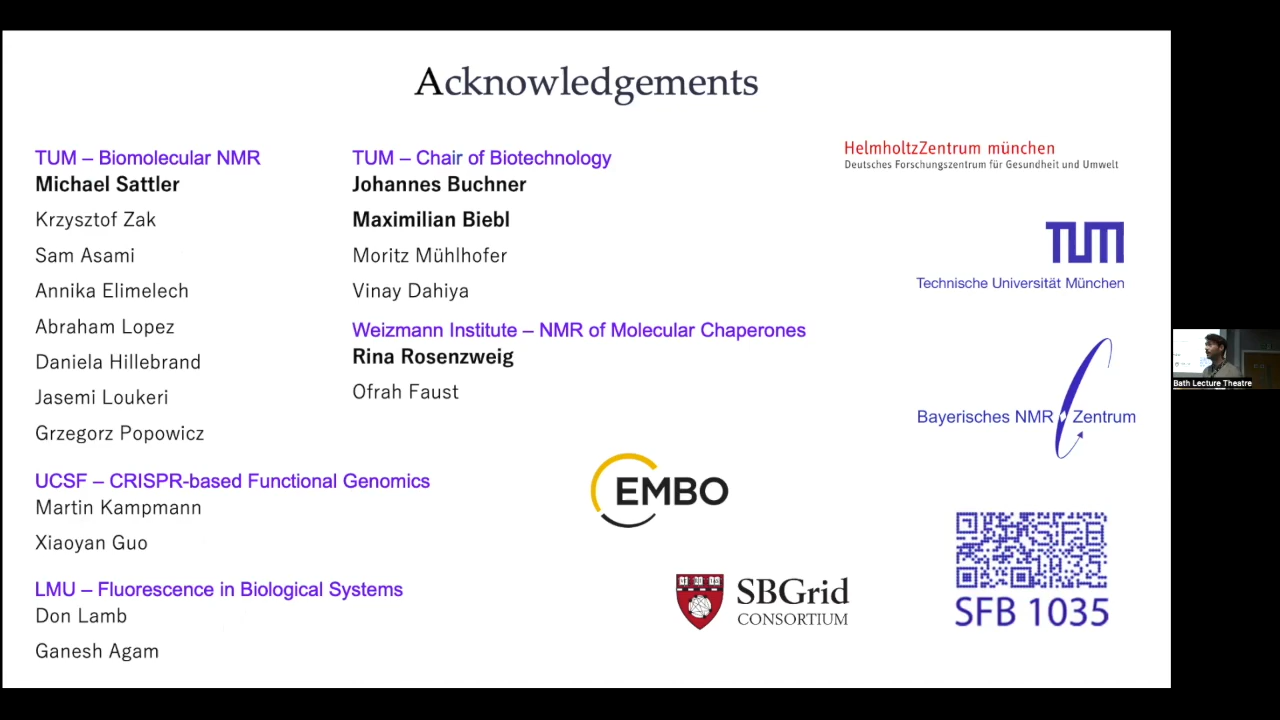 Acknowledgements
TUM – Biomolecular NMR
Michael Sattler
Krzysztof Zak
Sam Asami
Annika Elimelech
Abraham Lopez
Daniela Hillebrand
Jasemi Loukeri
Grzegorz Popowicz
UCSF – CRISPR-based Functional Genomics
Martin Kampmann
Xiaoyan Guo
LMU – Fluorescence in Biological Systems
Don Lamb
Ganesh Agam
TUM – Chair of Biotechnology
Johannes Buchner
Maximilian Biebl
Moritz Mühlhofer
Vinay Dahiya
Weizmann Institute – NMR of Molecular Chaperones
Rina Rosenzweig
Ofrah Faust
EMBO
SBGrid
CONSORTIUM
HelmholtzZentrum münchen
Deutsches Forschungszentrum für Gesundheit und Umwelt
TUM
Technische Universität München
Bayerisches NMR Zentrum
SFB
1035
SFB 1035
Bath Lecture Theatre